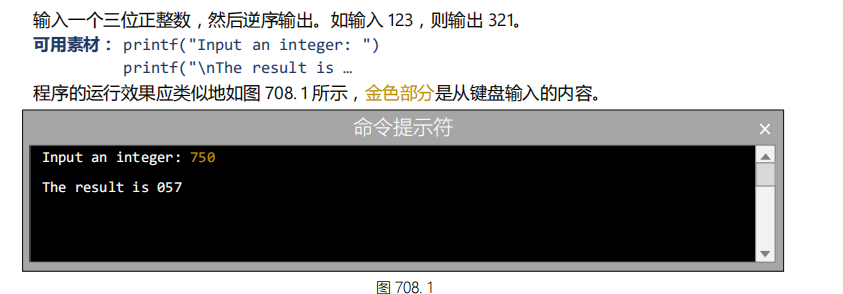 输入一个三位正整数，然后逆序输出。如输入 123，则输出 321。
可用素材： printf("Input an integer: ")
printf("\nThe result is …
程序的运行效果应类似地如图 708.1 所示，金色部分是从键盘输入的内容。
命令提示符 ×
Input an integer: 750
The result is 057
图 708.1